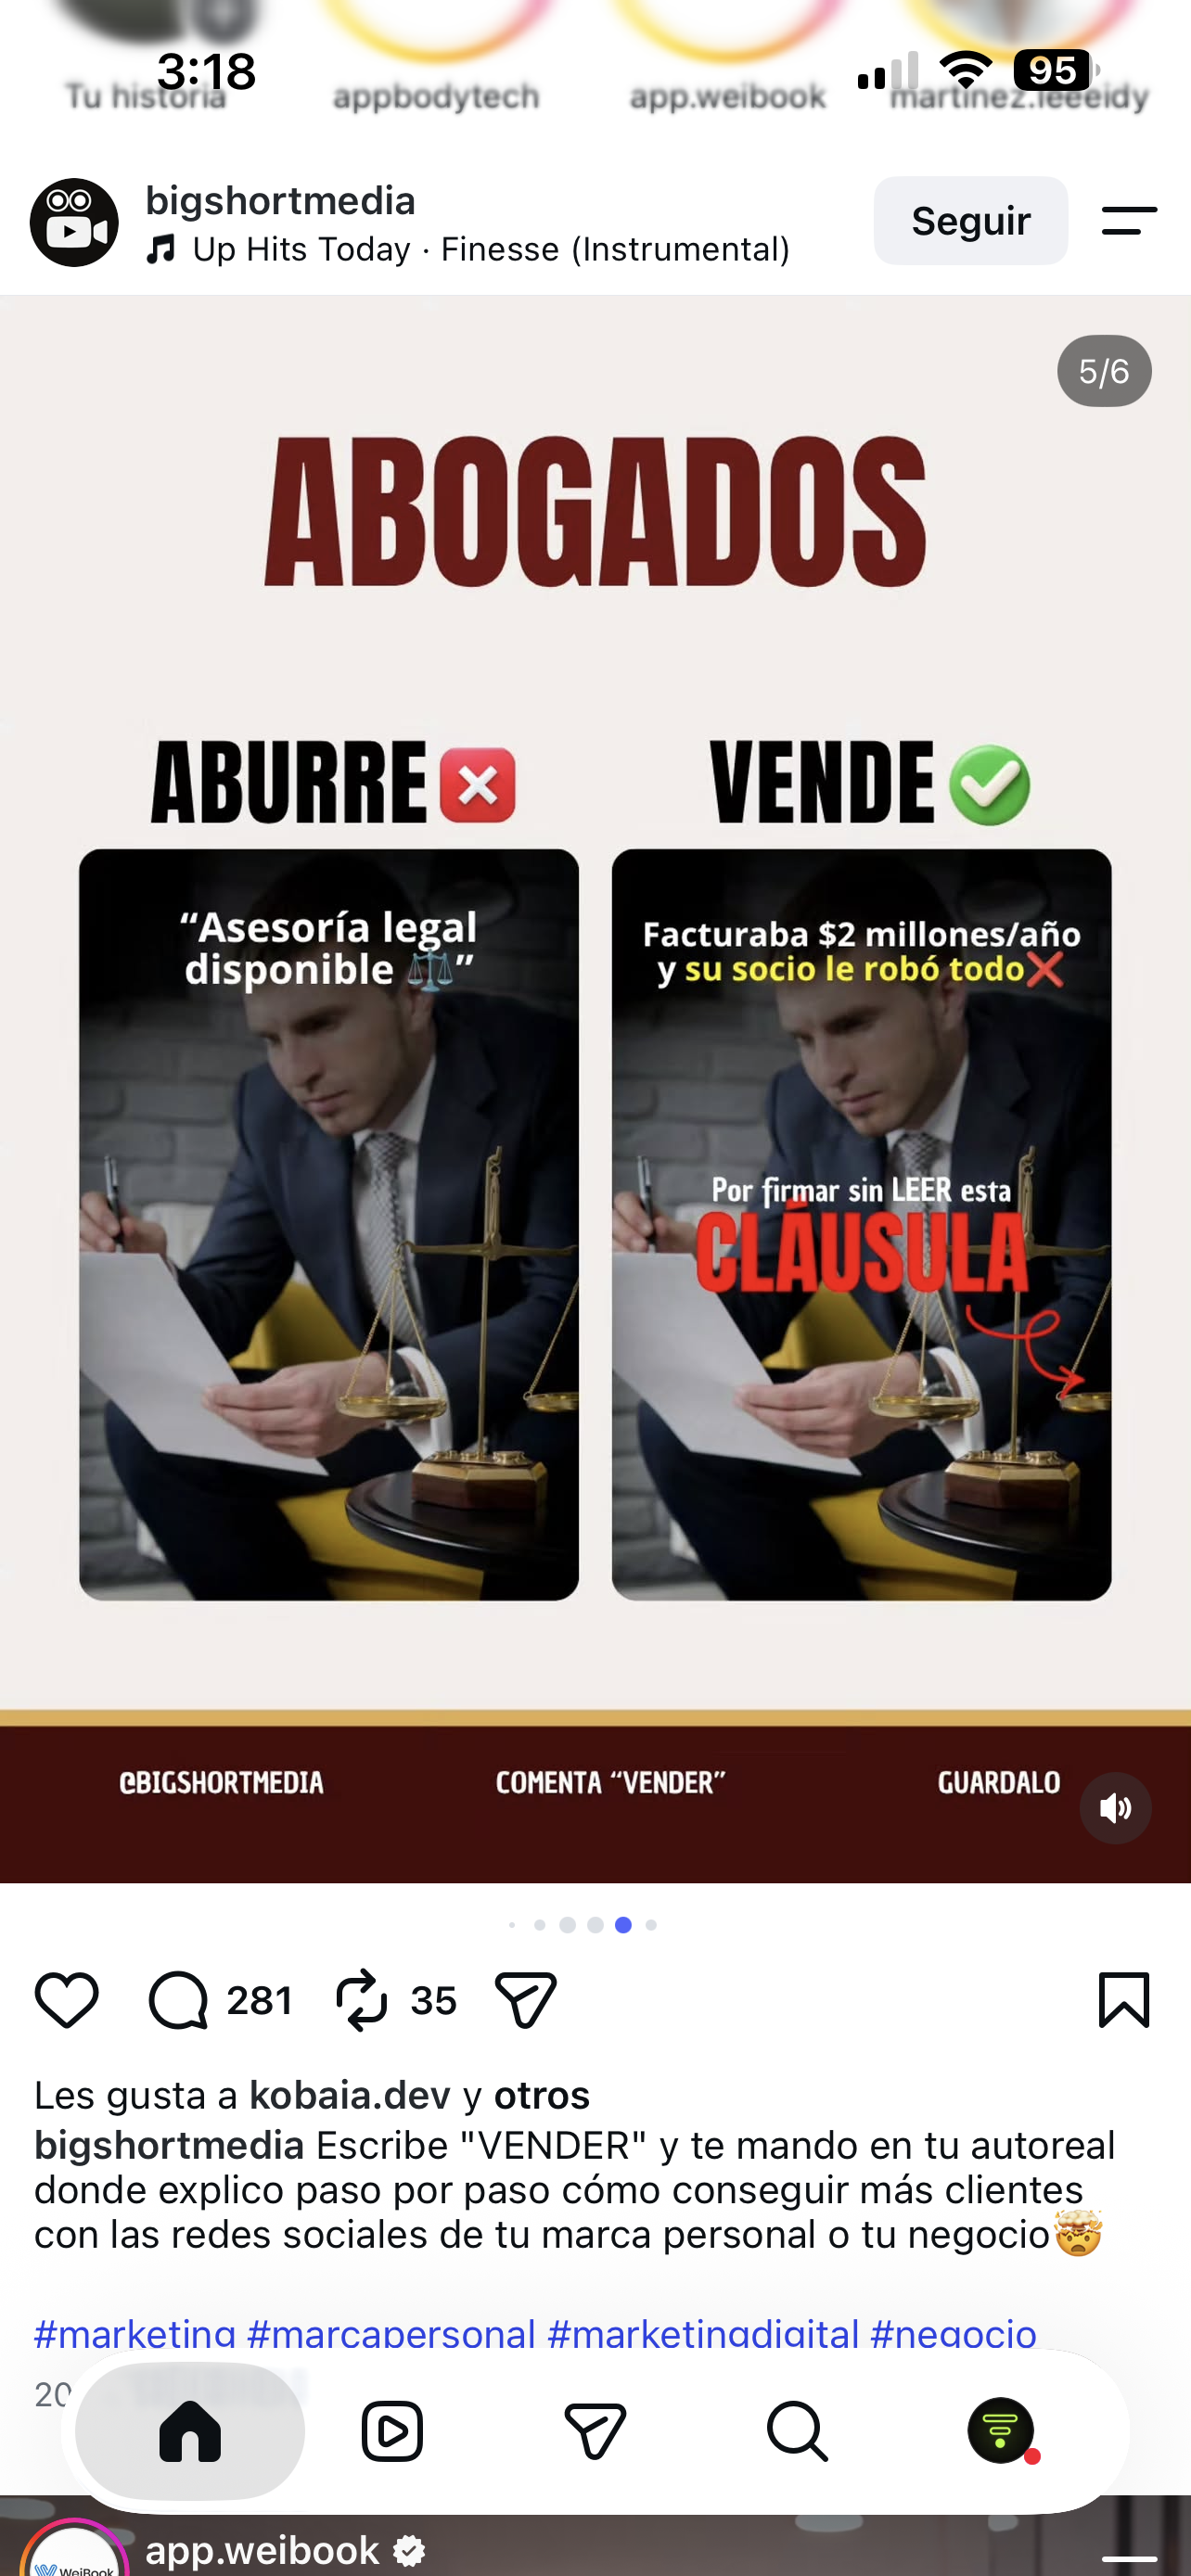 3:18
95
Tu historia
appbodytech
app.weibook
martinez.leeeidy
bigshortmedia
Up Hits Today · Finesse (Instrumental)
Seguir
5/6
ABOGADOS
ABURRE❌
VENDE✅
“Asesoría legal
disponible ⚖️”
Facturaba $2 millones/año
y su socio le robó todo❌
Por firmar sin LEER esta
CLÁUSULA
@BIGSHORTMEDIA
COMENTA “VENDER”
GUARDALO
281
35
Les gusta a kobaia.dev y otros
bigshortmedia Escribe "VENDER" y te mando en tu autoreal
donde explico paso por paso cómo conseguir más clientes
con las redes sociales de tu marca personal o tu negocio🤯
#marketing #marcapersonal #marketingdigital #negocio
20
app.weibook
WeiBook